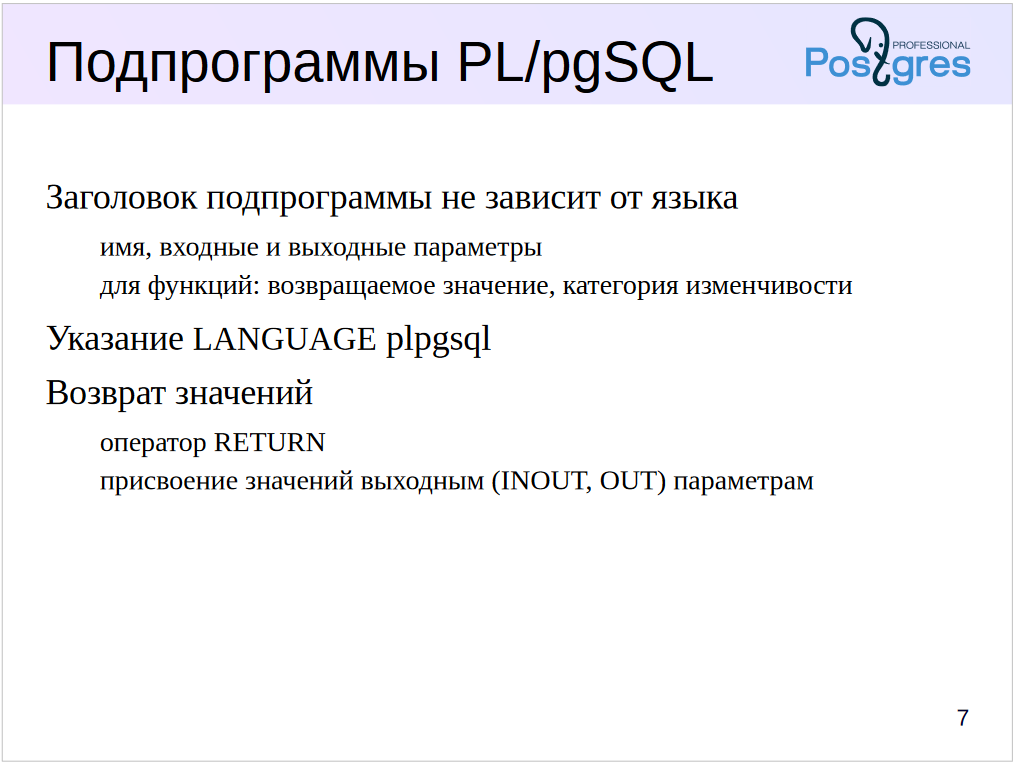 Подпрограммы PL/pgSQL
PROFESSIONAL
Postgres
Заголовок подпрограммы не зависит от языка
имя, входные и выходные параметры
для функций: возвращаемое значение, категория изменчивости
Указание LANGUAGE plpgsql
Возврат значений
оператор RETURN
присвоение значений выходным (INOUT, OUT) параметрам
7